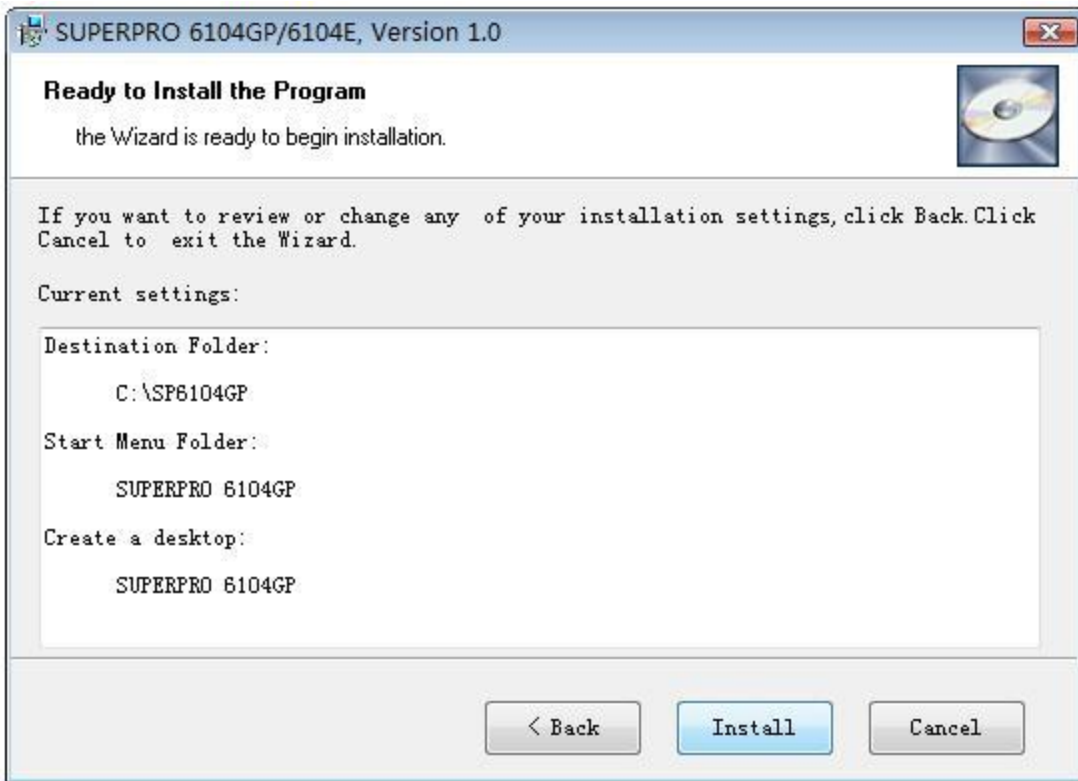 SUPERPRO 6104GP/6104E, Version 1.0
Ready to Install the Program
the Wizard is ready to begin installation.
If you want to review or change any of your installation settings,click Back.Click
Cancel to exit the Wizard.
Current settings:
Destination Folder:
C:\SP6104GP
Start Menu Folder:
SUPERPRO 6104GP
Create a desktop:
SUPERPRO 6104GP
< Back
Install
Cancel